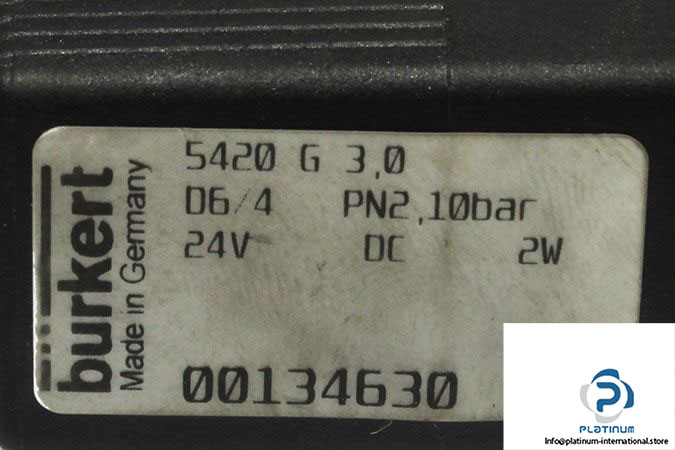 5420 G 3,0
D6/4 PN2,10bar
24V DC 2W
00134630
burkert
Made in Germany
PLATINUM
Info@platinum-international.store